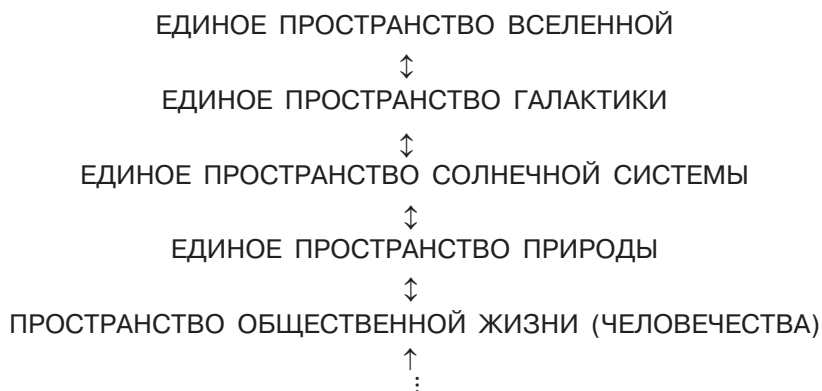 ЕДИНОЕ ПРОСТРАНСТВО ВСЕЛЕННОЙ
↕
ЕДИНОЕ ПРОСТРАНСТВО ГАЛАКТИКИ
↕
ЕДИНОЕ ПРОСТРАНСТВО СОЛНЕЧНОЙ СИСТЕМЫ
↕
ЕДИНОЕ ПРОСТРАНСТВО ПРИРОДЫ
↕
ПРОСТРАНСТВО ОБЩЕСТВЕННОЙ ЖИЗНИ (ЧЕЛОВЕЧЕСТВА)
↑
⋮